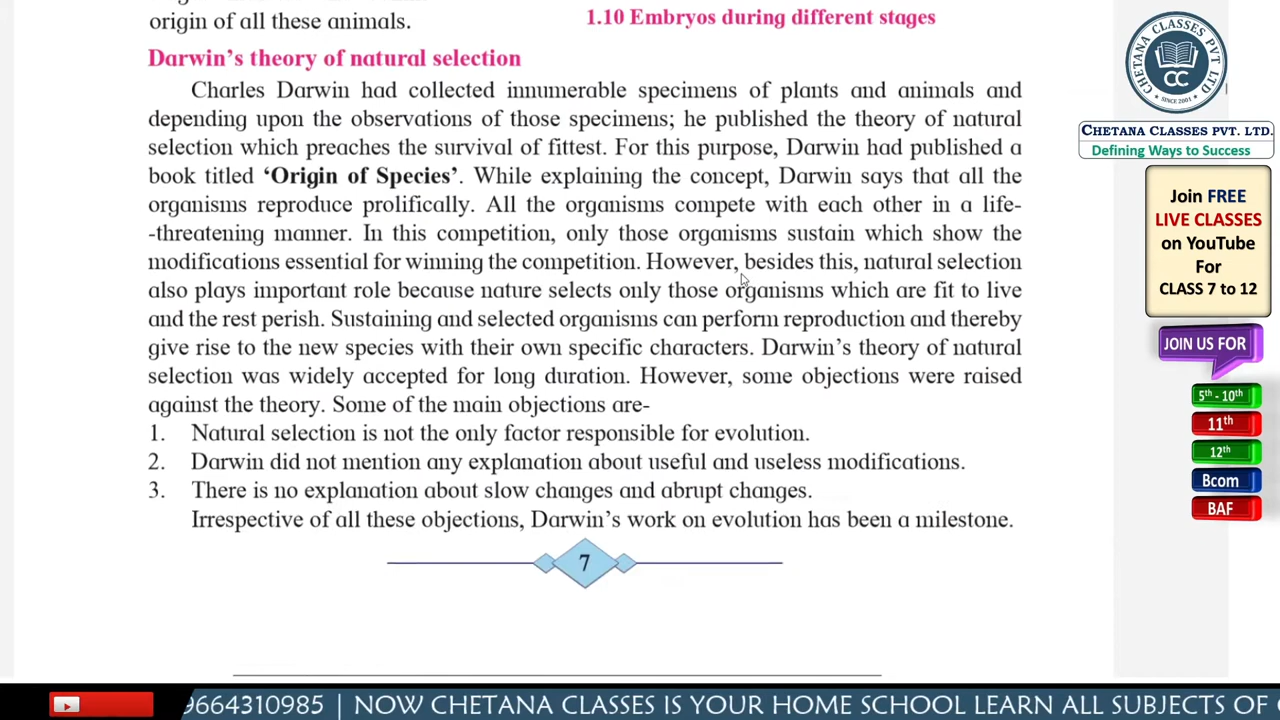 origin of all these animals.
1.10 Embryos during different stages
Darwin's theory of natural selection
Charles Darwin had collected innumerable specimens of plants and animals and
depending upon the observations of those specimens; he published the theory of natural
selection which preaches the survival of fittest. For this purpose, Darwin had published a
book titled 'Origin of Species'. While explaining the concept, Darwin says that all the
organisms reproduce prolifically. All the organisms compete with each other in a life-
-threatening manner. In this competition, only those organisms sustain which show the
modifications essential for winning the competition. However, besides this, natural selection
also plays important role because nature selects only those organisms which are fit to live
and the rest perish. Sustaining and selected organisms can perform reproduction and thereby
give rise to the new species with their own specific characters. Darwin's theory of natural
selection was widely accepted for long duration. However, some objections were raised
against the theory. Some of the main objections are-
1. Natural selection is not the only factor responsible for evolution.
2. Darwin did not mention any explanation about useful and useless modifications.
3. There is no explanation about slow changes and abrupt changes.
Irrespective of all these objections, Darwin's work on evolution has been a milestone.
7
CHETANA CLASSES PVT LTD
CC
SINCE 2001
CHETANA CLASSES PVT. LTD.
Defining Ways to Success
Join FREE
LIVE CLASSES
on YouTube
For
CLASS 7 to 12
JOIN US FOR
5th - 10th
11th
12th
Bcom
BAF
9664310985 | NOW CHETANA CLASSES IS YOUR HOME SCHOOL LEARN ALL SUBJECTS OF